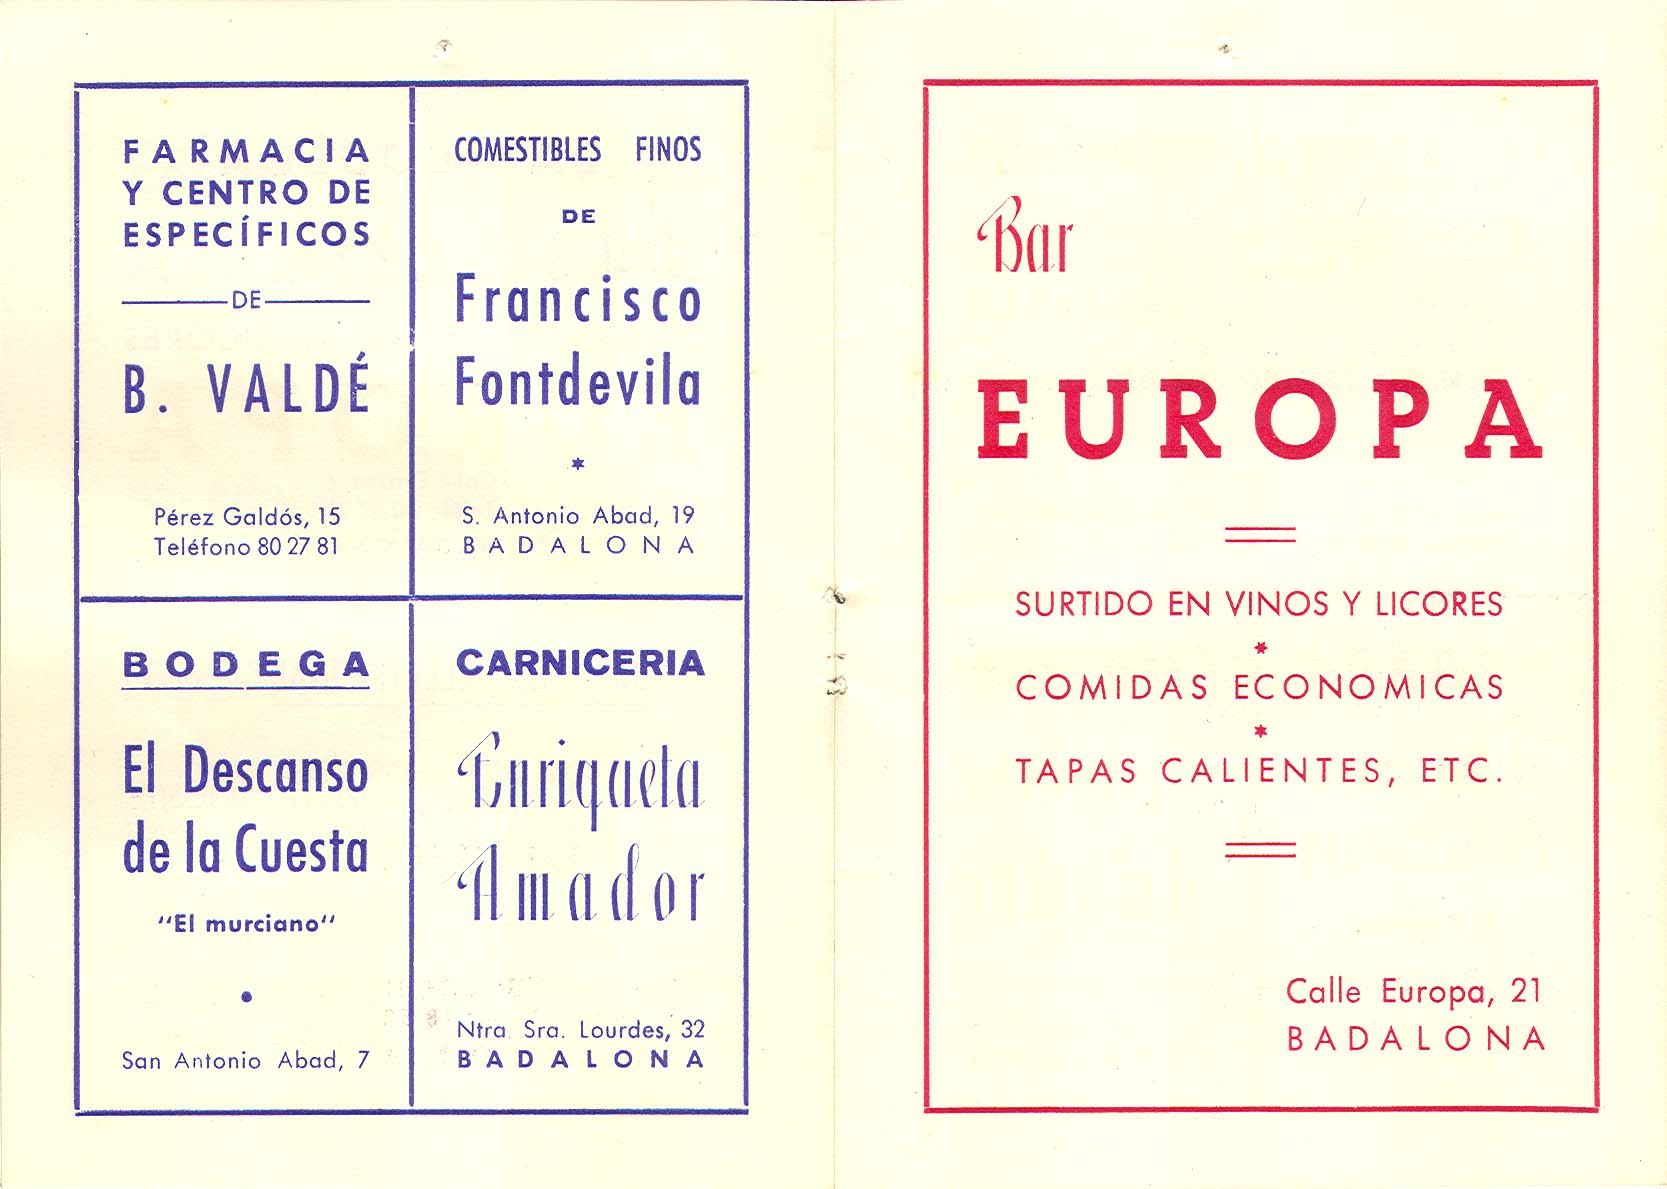 FARMACIA
Y CENTRO DE
ESPECÍFICOS
DE
B. VALDÉ
Pérez Galdós, 15
Teléfono 80 27 81
COMESTIBLES FINOS
DE
Francisco
Fontdevila
*
S. Antonio Abad, 19
BADALONA
BODEGA
El Descanso
de la Cuesta
"El murciano"
•
San Antonio Abad, 7
CARNICERIA
Enriqueta
Amador
Ntra Sra. Lourdes, 32
BADALONA
Bar
EUROPA
SURTIDO EN VINOS Y LICORES
*
COMIDAS ECONOMICAS
*
TAPAS CALIENTES, ETC.
Calle Europa, 21
BADALONA